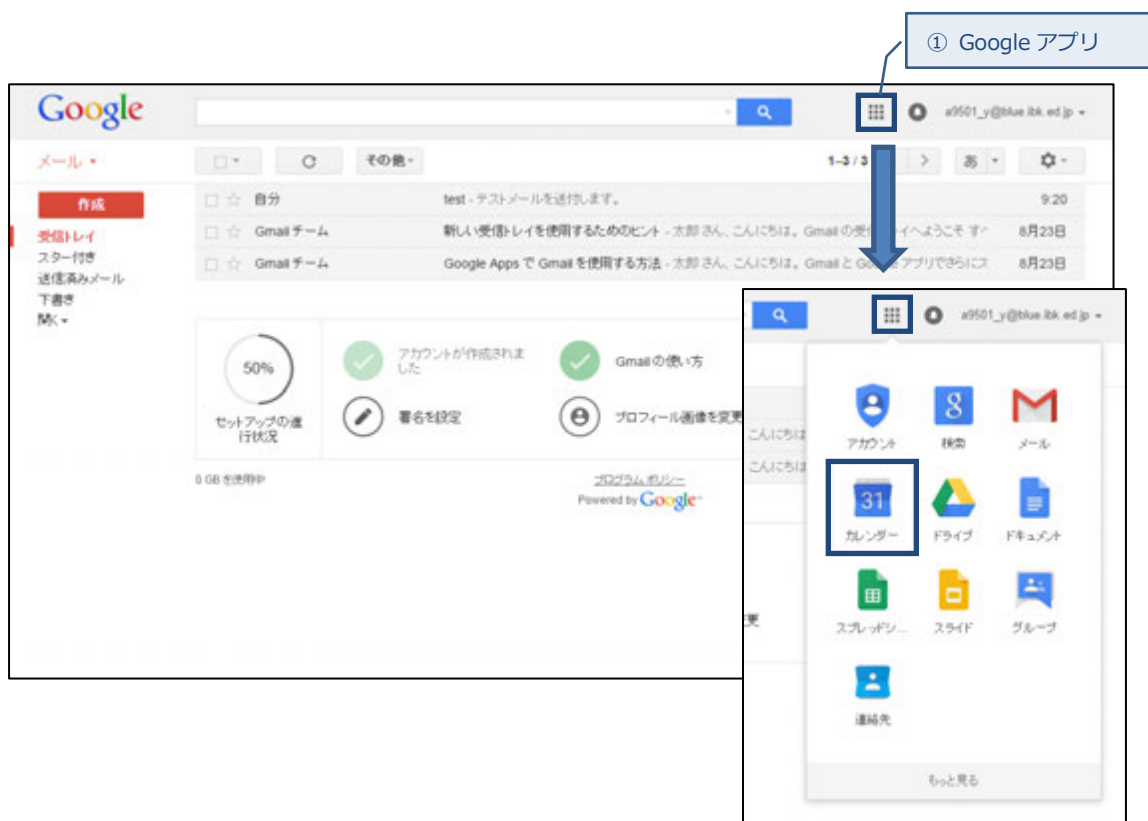 ① Google アプリ
Google
a9501_y@blue.ibk.ed.jp
メール
その他
1–3 / 3
あ
作成
受信トレイ
スター付き
送信済みメール
下書き
開く
自分 test - テストメールを送付します。 9:20
Gmail チーム 新しい受信トレイを使用するためのヒント - 太郎 さん、こんにちは。 Gmail の受信トレイへようこそ す 8月23日
Gmail チーム Google Apps で Gmail を使用する方法 - 太郎 さん、こんにちは。 Gmail と Google アプリでさらにス 8月23日
50%
セットアップの進
行状況
アカウントが作成されま
した
Gmail の使い方
署名を設定
プロフィール画像を変更
0 GB を使用中
プログラム ポリシー
Powered by Google
a9501_y@blue.ibk.ed.jp
こんにちは
こんにちは
更
アカウント
検索
メール
31
カレンダー
ドライブ
ドキュメント
スプレッドシ...
スライド
グループ
連絡先
もっと見る